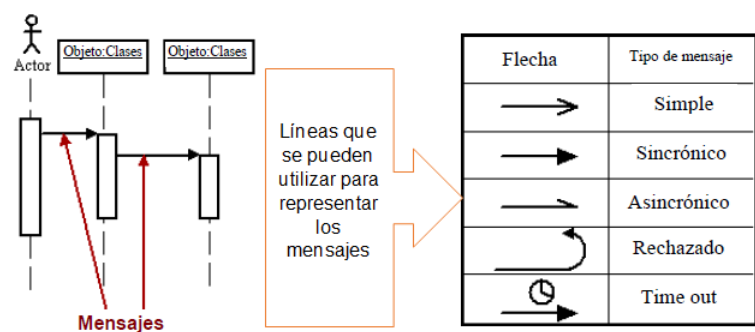 Actor
Objeto:Clases
Objeto:Clases
Mensajes
Líneas que
se pueden
utilizar para
representar
los
mensajes
Flecha
Tipo de mensaje
Simple
Sincrónico
Asincrónico
Rechazado
Time out